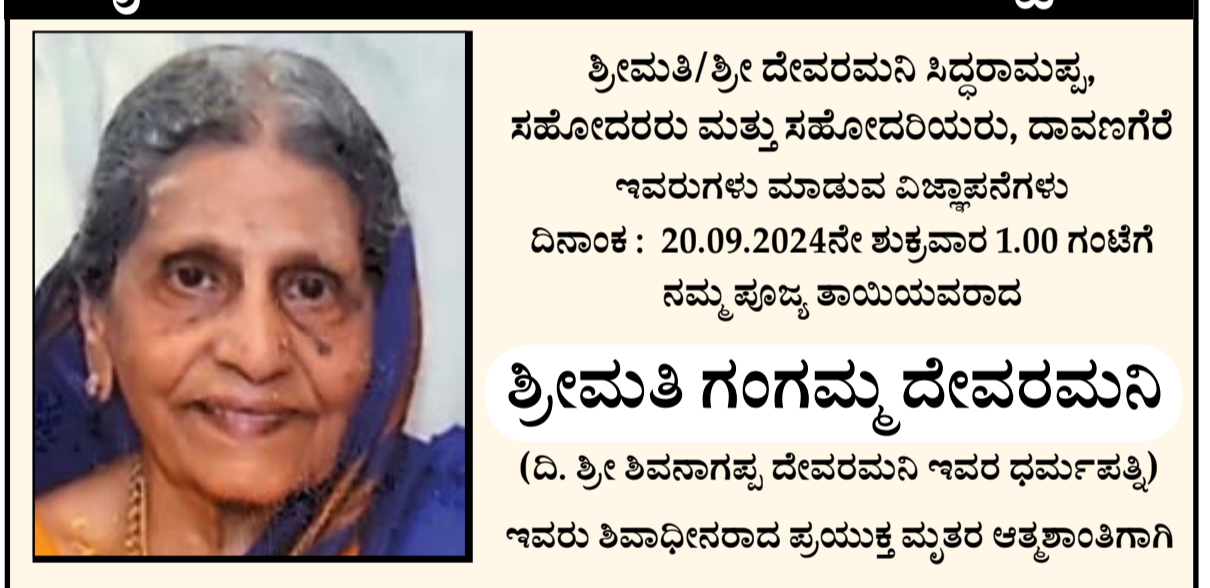 ಶ್ರೀಮತಿ/ಶ್ರೀ ದೇವರಮನಿ ಸಿದ್ಧರಾಮಪ್ಪ,
ಸಹೋದರರು ಮತ್ತು ಸಹೋದರಿಯರು, ದಾವಣಗೆರೆ
ಇವರುಗಳು ಮಾಡುವ ವಿಜ್ಞಾಪನೆಗಳು
ದಿನಾಂಕ : 20.09.2024ನೇ ಶುಕ್ರವಾರ 1.00 ಗಂಟೆಗೆ
ನಮ್ಮ ಪೂಜ್ಯ ತಾಯಿಯವರಾದ
ಶ್ರೀಮತಿ ಗಂಗಮ್ಮ ದೇವರಮನಿ
(ದಿ. ಶ್ರೀ ಶಿವನಾಗಪ್ಪ ದೇವರಮನಿ ಇವರ ಧರ್ಮಪತ್ನಿ)
ಇವರು ಶಿವಾಧೀನರಾದ ಪ್ರಯುಕ್ತ ಮೃತರ ಆತ್ಮಶಾಂತಿಗಾಗಿ